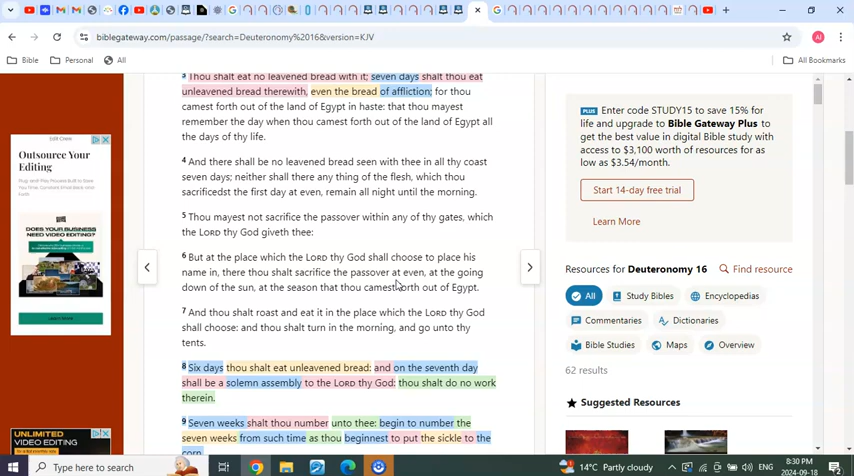 biblegateway.com/passage/?search=Deuteronomy%2016&version=KJV
Bible
Personal
All
All Bookmarks
3 Thou shalt eat no leavened bread with it; seven days shalt thou eat
unleavened bread therewith, even the bread of affliction; for thou
camest forth out of the land of Egypt in haste: that thou mayest
remember the day when thou camest forth out of the land of Egypt all
the days of thy life.
4 And there shall be no leavened bread seen with thee in all thy coast
seven days; neither shall there any thing of the flesh, which thou
sacrificedst the first day at even, remain all night until the morning.
5 Thou mayest not sacrifice the passover within any of thy gates, which
the LORD thy God giveth thee:
6 But at the place which the LORD thy God shall choose to place his
name in, there thou shalt sacrifice the passover at even, at the going
down of the sun, at the season that thou camest forth out of Egypt.
7 And thou shalt roast and eat it in the place which the LORD thy God
shall choose: and thou shalt turn in the morning, and go unto thy
tents.
8 Six days thou shalt eat unleavened bread: and on the seventh day
shall be a solemn assembly to the LORD thy God: thou shalt do no work
therein.
9 Seven weeks shalt thou number unto thee: begin to number the
seven weeks from such time as thou beginnest to put the sickle to the
corn.
Edit Crew
Outsource Your
Editing
DOES YOUR BUSINESS
NEED VIDEO EDITING?
UNLIMITED
VIDEO EDITING
PLUS Enter code STUDY15 to save 15% for
life and upgrade to Bible Gateway Plus to
get the best value in digital Bible study with
access to $3,100 worth of resources for as
low as $3.54/month.
Start 14-day free trial
Learn More
Resources for Deuteronomy 16
Find resource
All
Study Bibles
Encyclopedias
Commentaries
Dictionaries
Bible Studies
Maps
Overview
62 results
Suggested Resources
Type here to search
14°C Partly cloudy
ENG
8:30 PM
2024-09-18